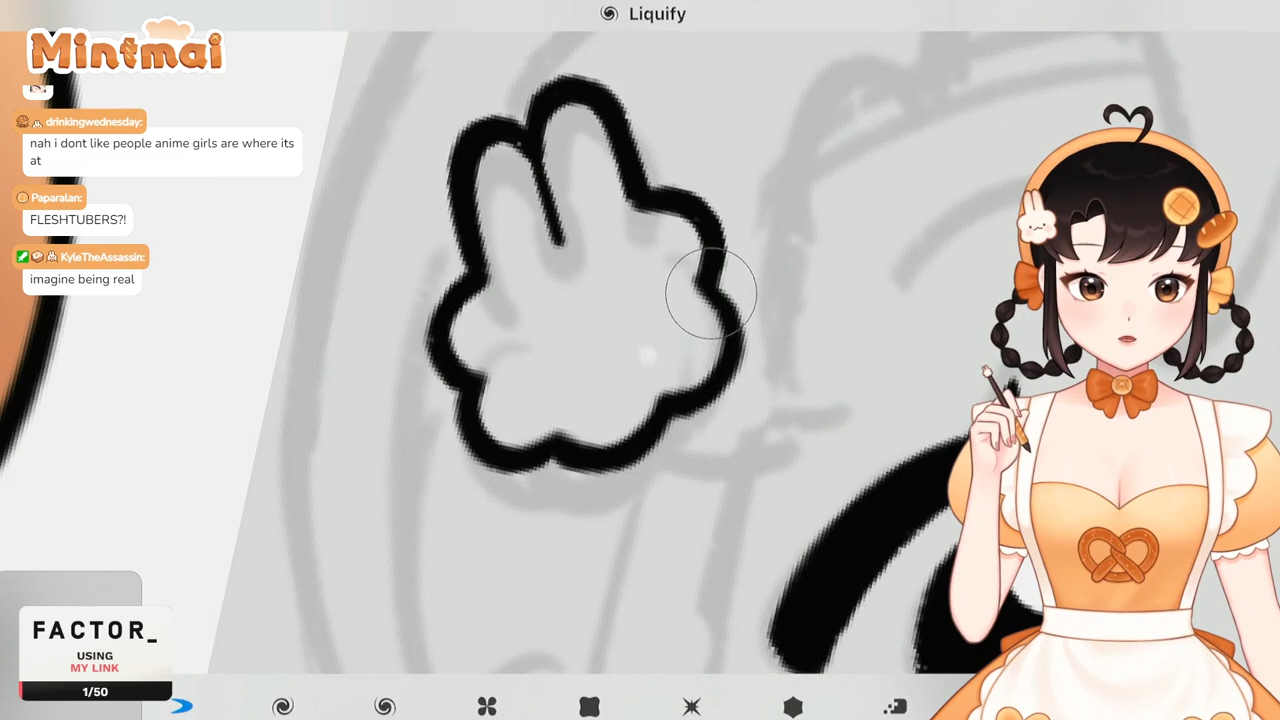 Liquify
Mintmai
drinkingwednesday:
nah i dont like people anime girls are where its
at
Paparalan:
FLESHTUBERS?!
KyleTheAssassin:
imagine being real
FACTOR_
USING
MY LINK
1/50